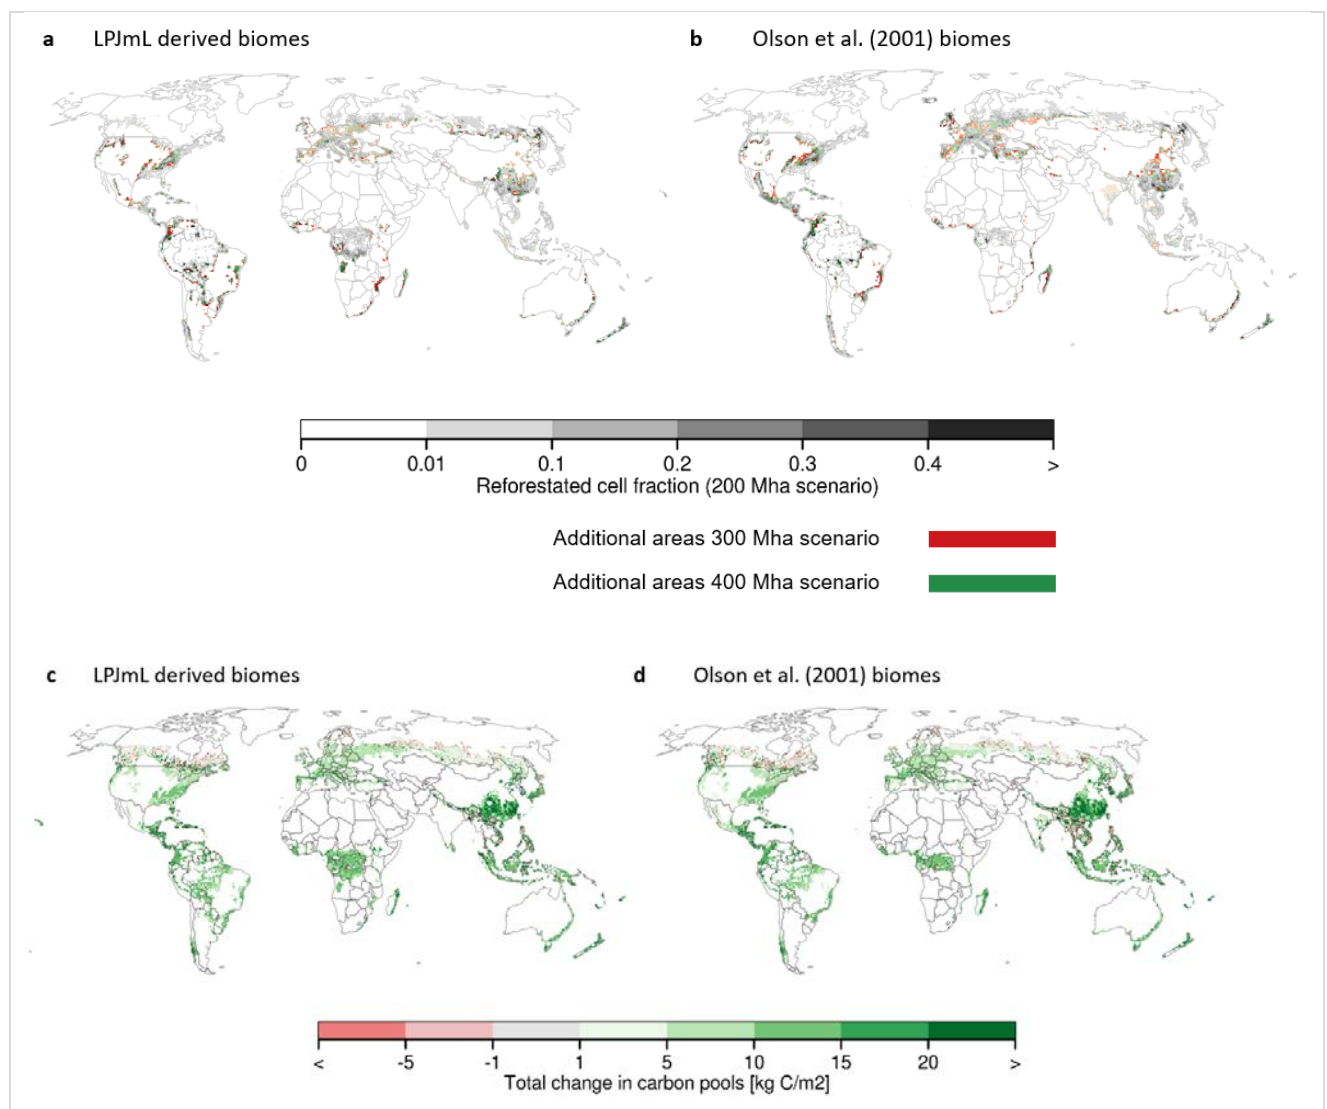 a LPJmL derived biomes
b Olson et al. (2001) biomes
0 0.01 0.1 0.2 0.3 0.4 >
Reforestated cell fraction (200 Mha scenario)
Additional areas 300 Mha scenario
Additional areas 400 Mha scenario
c LPJmL derived biomes
d Olson et al. (2001) biomes
< -5 -1 1 5 10 15 20 >
Total change in carbon pools [kg C/m2]